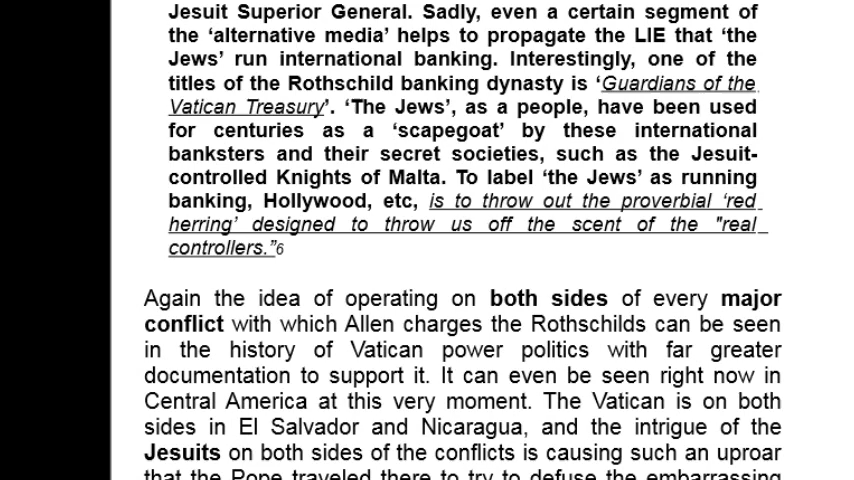 Jesuit Superior General. Sadly, even a certain segment of
the ‘alternative media’ helps to propagate the LIE that ‘the
Jews’ run international banking. Interestingly, one of the
titles of the Rothschild banking dynasty is ‘Guardians of the
Vatican Treasury’. ‘The Jews’, as a people, have been used
for centuries as a ‘scapegoat’ by these international
banksters and their secret societies, such as the Jesuit-
controlled Knights of Malta. To label ‘the Jews’ as running
banking, Hollywood, etc, is to throw out the proverbial ‘red
herring’ designed to throw us off the scent of the "real
controllers.”6
Again the idea of operating on both sides of every major
conflict with which Allen charges the Rothschilds can be seen
in the history of Vatican power politics with far greater
documentation to support it. It can even be seen right now in
Central America at this very moment. The Vatican is on both
sides in El Salvador and Nicaragua, and the intrigue of the
Jesuits on both sides of the conflicts is causing such an uproar
that the Pope traveled there to try to defuse the embarrassing